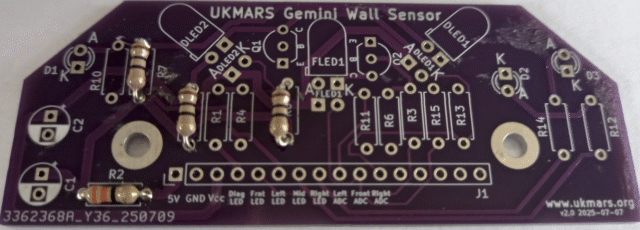 UKMARS Gemini Wall Sensor
DLED2
DLED1
FLED1
A
D1
K
R10
R7
A
DLED2
K
Q1
E
B
C
E
B
C
Q2
A
K
K
D2
A
A
K
D3
A
K
FLED1
R1
R4
R11
R6
R3
R15
R13
R14
R12
C2
C1
R2
J1
5V GND Vcc Diag LED Frnt LED Left LED Mid LED Right LED Left ADC Front ADC Right ADC
3362368A_Y36_250709
www.ukmars.org
v2.0 2025-07-07